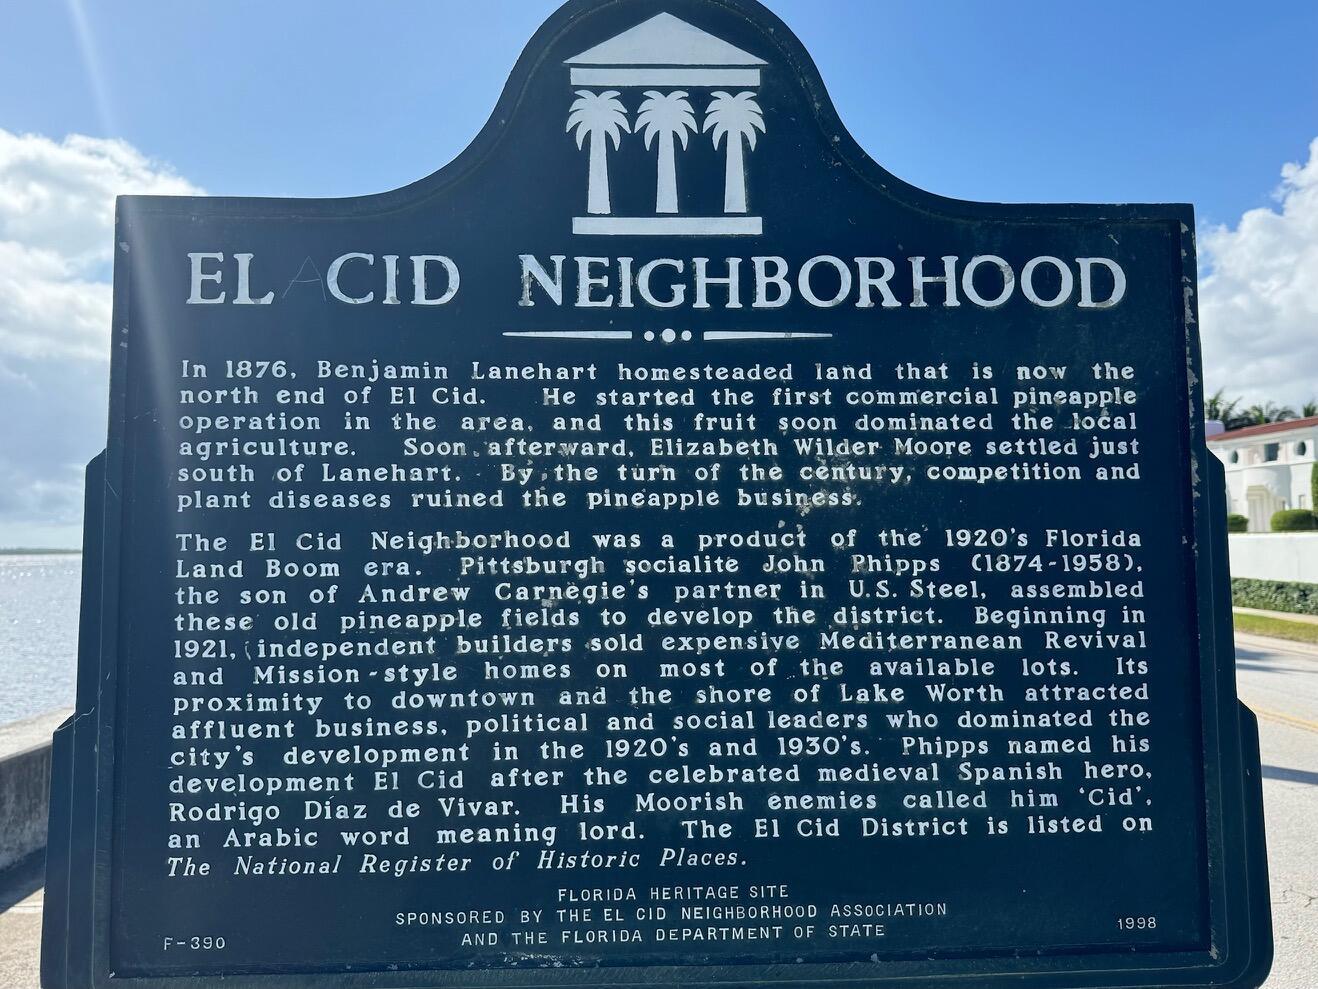 EL CID NEIGHBORHOOD
In 1876, Benjamin Lanehart homesteaded land that is now the
north end of El Cid. He started the first commercial pineapple
operation in the area, and this fruit soon dominated the local
agriculture. Soon afterward, Elizabeth Wilder Moore settled just
south of Lanehart. By the turn of the century, competition and
plant diseases ruined the pineapple business.
The El Cid Neighborhood was a product of the 1920's Florida
Land Boom era. Pittsburgh socialite John Phipps (1874-1958),
the son of Andrew Carnegie's partner in U.S. Steel, assembled
these old pineapple fields to develop the district. Beginning in
1921, independent builders sold expensive Mediterranean Revival
and Mission-style homes on most of the available lots. Its
proximity to downtown and the shore of Lake Worth attracted
affluent business, political and social leaders who dominated the
city's development in the 1920's and 1930's. Phipps named his
development El Cid after the celebrated medieval Spanish hero,
Rodrigo Díaz de Vivar. His Moorish enemies called him 'Cid',
an Arabic word meaning lord. The El Cid District is listed on
The National Register of Historic Places.
FLORIDA HERITAGE SITE
SPONSORED BY THE EL CID NEIGHBORHOOD ASSOCIATION
AND THE FLORIDA DEPARTMENT OF STATE
F-390
1998